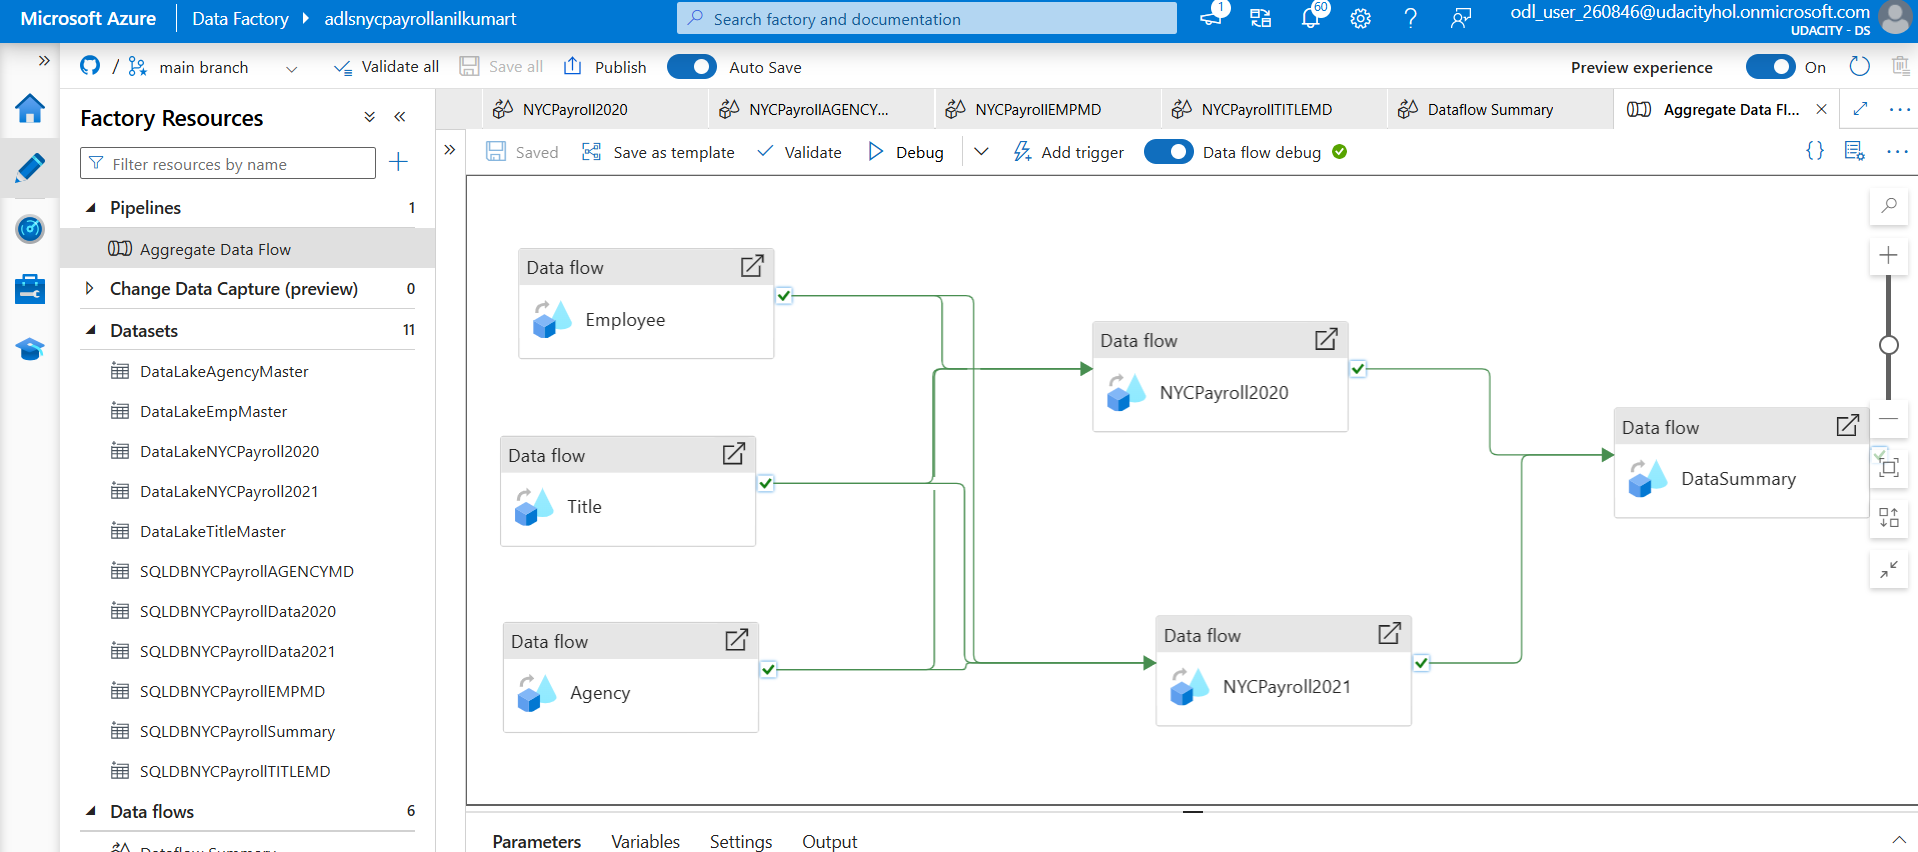 Microsoft Azure
Data Factory
adlsnycpayrollanilkumart
Search factory and documentation
1
60
odl_user_260846@udacityhol.onmicrosoft.com
UDACITY - DS
/
main branch
Validate all
Save all
Publish
Auto Save
Preview experience
On
Factory Resources
Filter resources by name
Pipelines
1
Aggregate Data Flow
Change Data Capture (preview)
0
Datasets
11
DataLakeAgencyMaster
DataLakeEmpMaster
DataLakeNYCPayroll2020
DataLakeNYCPayroll2021
DataLakeTitleMaster
SQLDBNYCPayrollAGENCYMD
SQLDBNYCPayrollData2020
SQLDBNYCPayrollData2021
SQLDBNYCPayrollEMPMD
SQLDBNYCPayrollSummary
SQLDBNYCPayrollTITLEMD
Data flows
6
Dataflow Summary
NYCPayroll2020
NYCPayrollAGENCY...
NYCPayrollEMPMD
NYCPayrollTITLEMD
Dataflow Summary
Aggregate Data Fl...
Saved
Save as template
Validate
Debug
Add trigger
Data flow debug
{}
Data flow
Employee
Data flow
Title
Data flow
Agency
Data flow
NYCPayroll2020
Data flow
NYCPayroll2021
Data flow
DataSummary
Parameters
Variables
Settings
Output